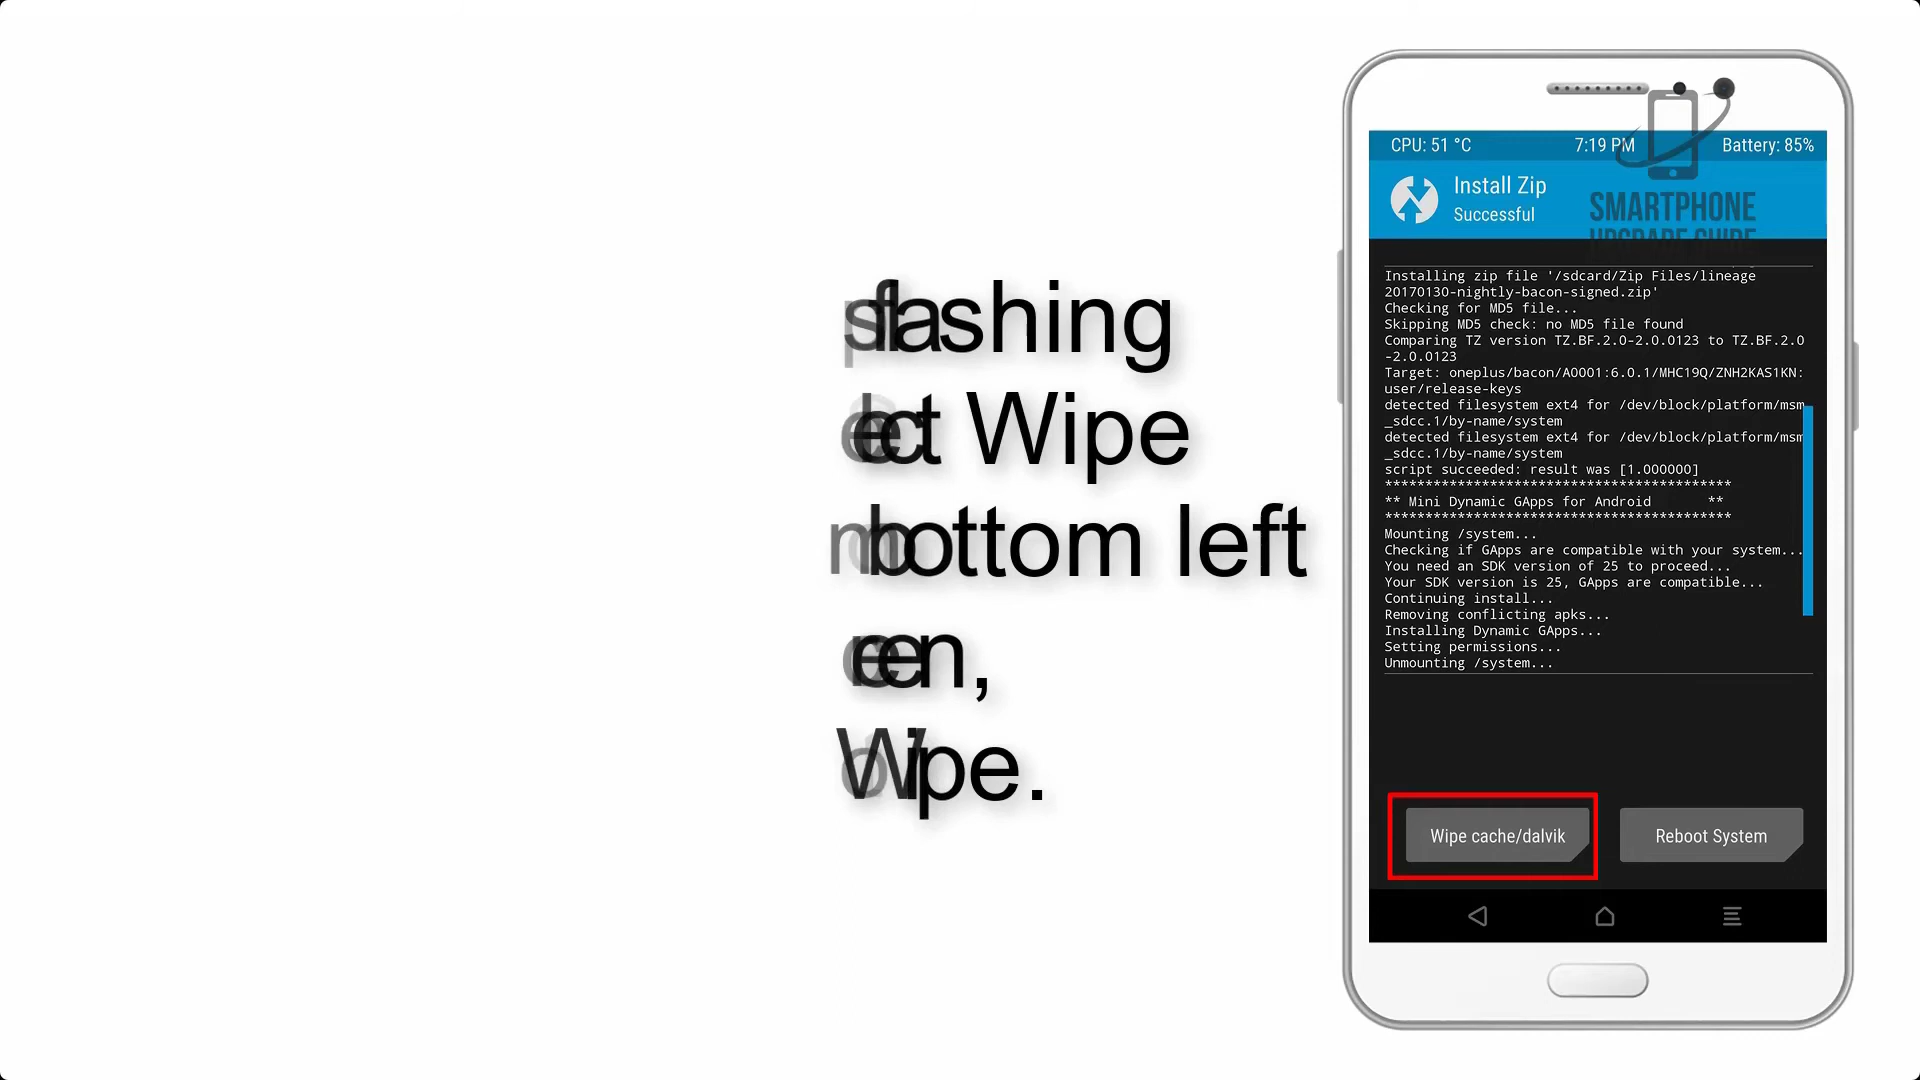 flashing
Wipe
bottom left
Wipe.
CPU: 51 °C 7:19 PM Battery: 85%
Install Zip
Successful
SMARTPHONE
UPGRADE GUIDE
Installing zip file '/sdcard/Zip Files/lineage
20170130-nightly-bacon-signed.zip'
Checking for MD5 file...
Skipping MD5 check: no MD5 file found
Comparing TZ version TZ.BF.2.0-2.0.0123 to TZ.BF.2.0
-2.0.0123
Target: oneplus/bacon/A0001:6.0.1/MHC19Q/ZNH2KAS1KN:
user/release-keys
detected filesystem ext4 for /dev/block/platform/msm
_sdcc.1/by-name/system
detected filesystem ext4 for /dev/block/platform/msm
_sdcc.1/by-name/system
script succeeded: result was [1.000000]
*******************************************
** Mini Dynamic GApps for Android **
*******************************************
Mounting /system...
Checking if GApps are compatible with your system...
You need an SDK version of 25 to proceed...
Your SDK version is 25, GApps are compatible...
Continuing install...
Removing conflicting apks...
Installing Dynamic GApps...
Setting permissions...
Unmounting /system...
Wipe cache/dalvik Reboot System